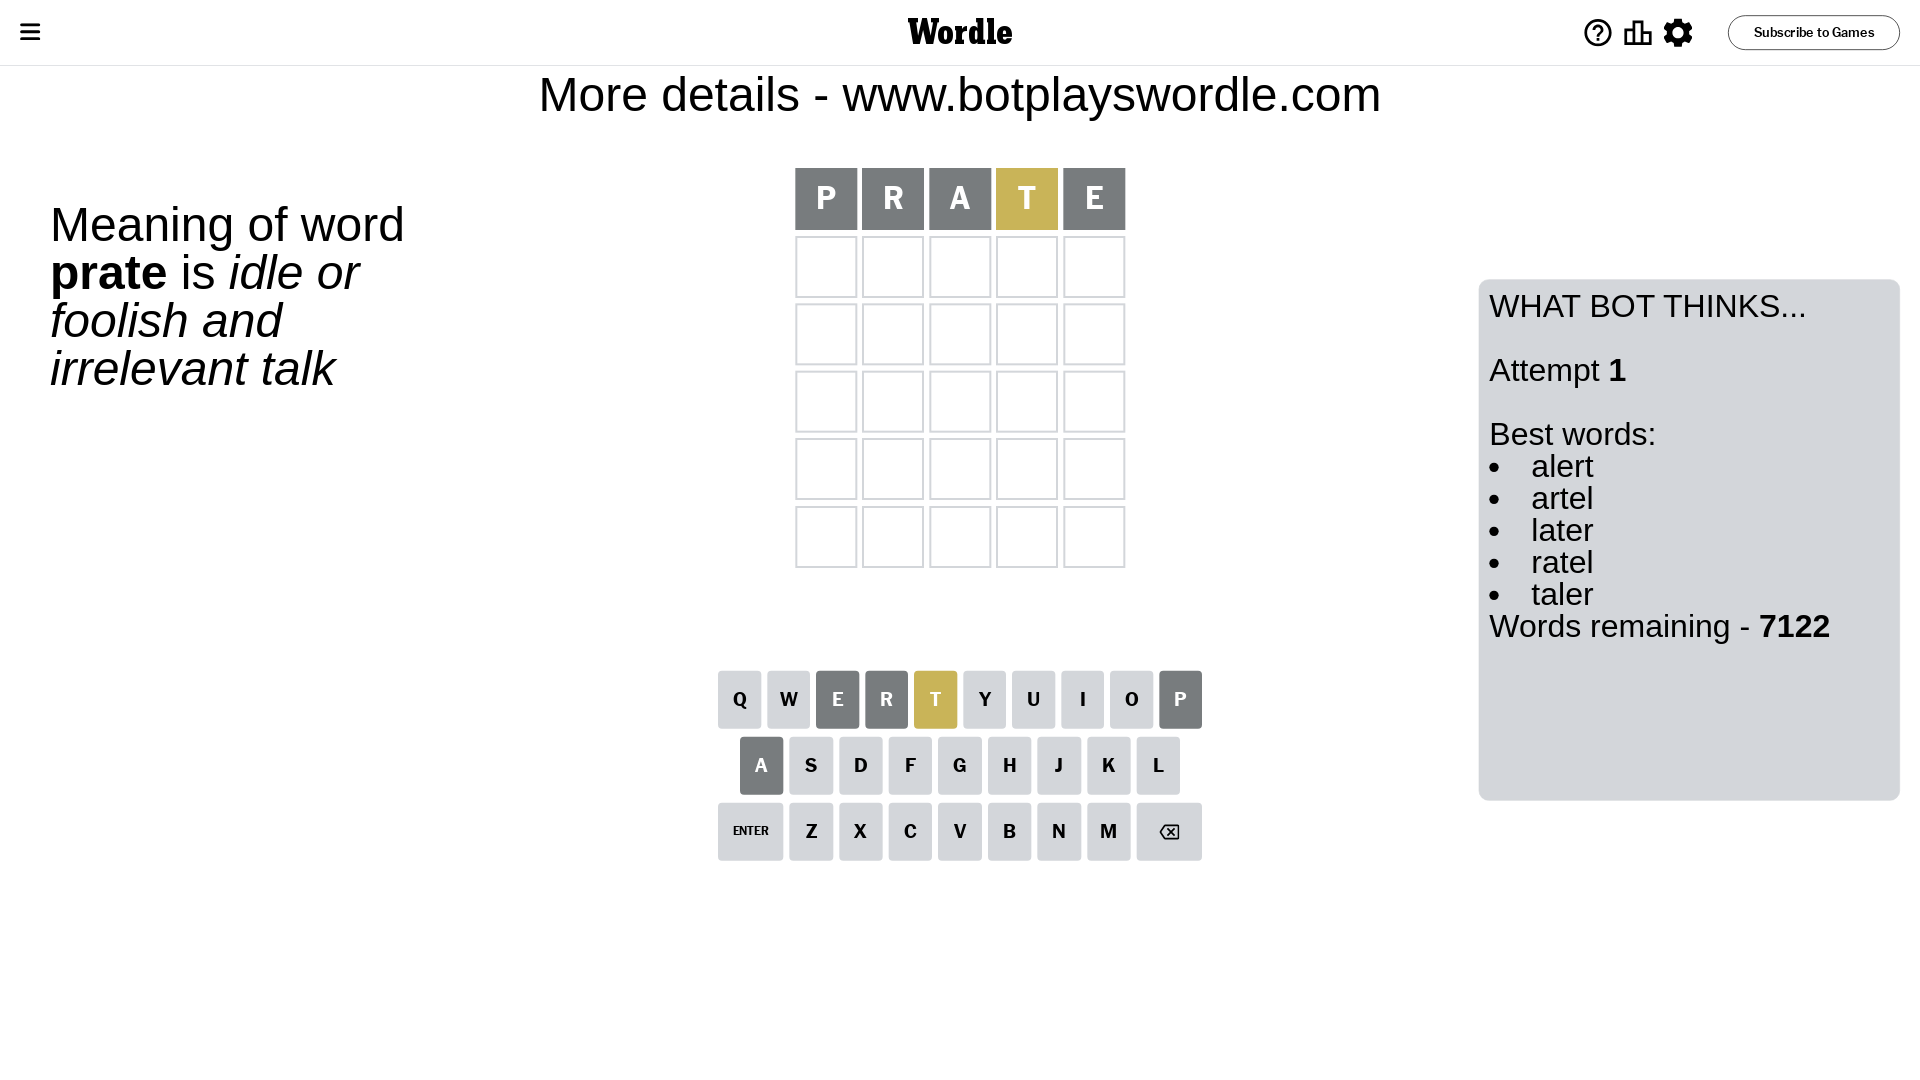 Wordle
Subscribe to Games
More details - www.botplayswordle.com
Meaning of word
prate is idle or
foolish and
irrelevant talk
P R A T E
WHAT BOT THINKS...
Attempt 1
Best words:
• alert
• artel
• later
• ratel
• taler
Words remaining - 7122
Q W E R T Y U I O P
A S D F G H J K L
ENTER Z X C V B N M